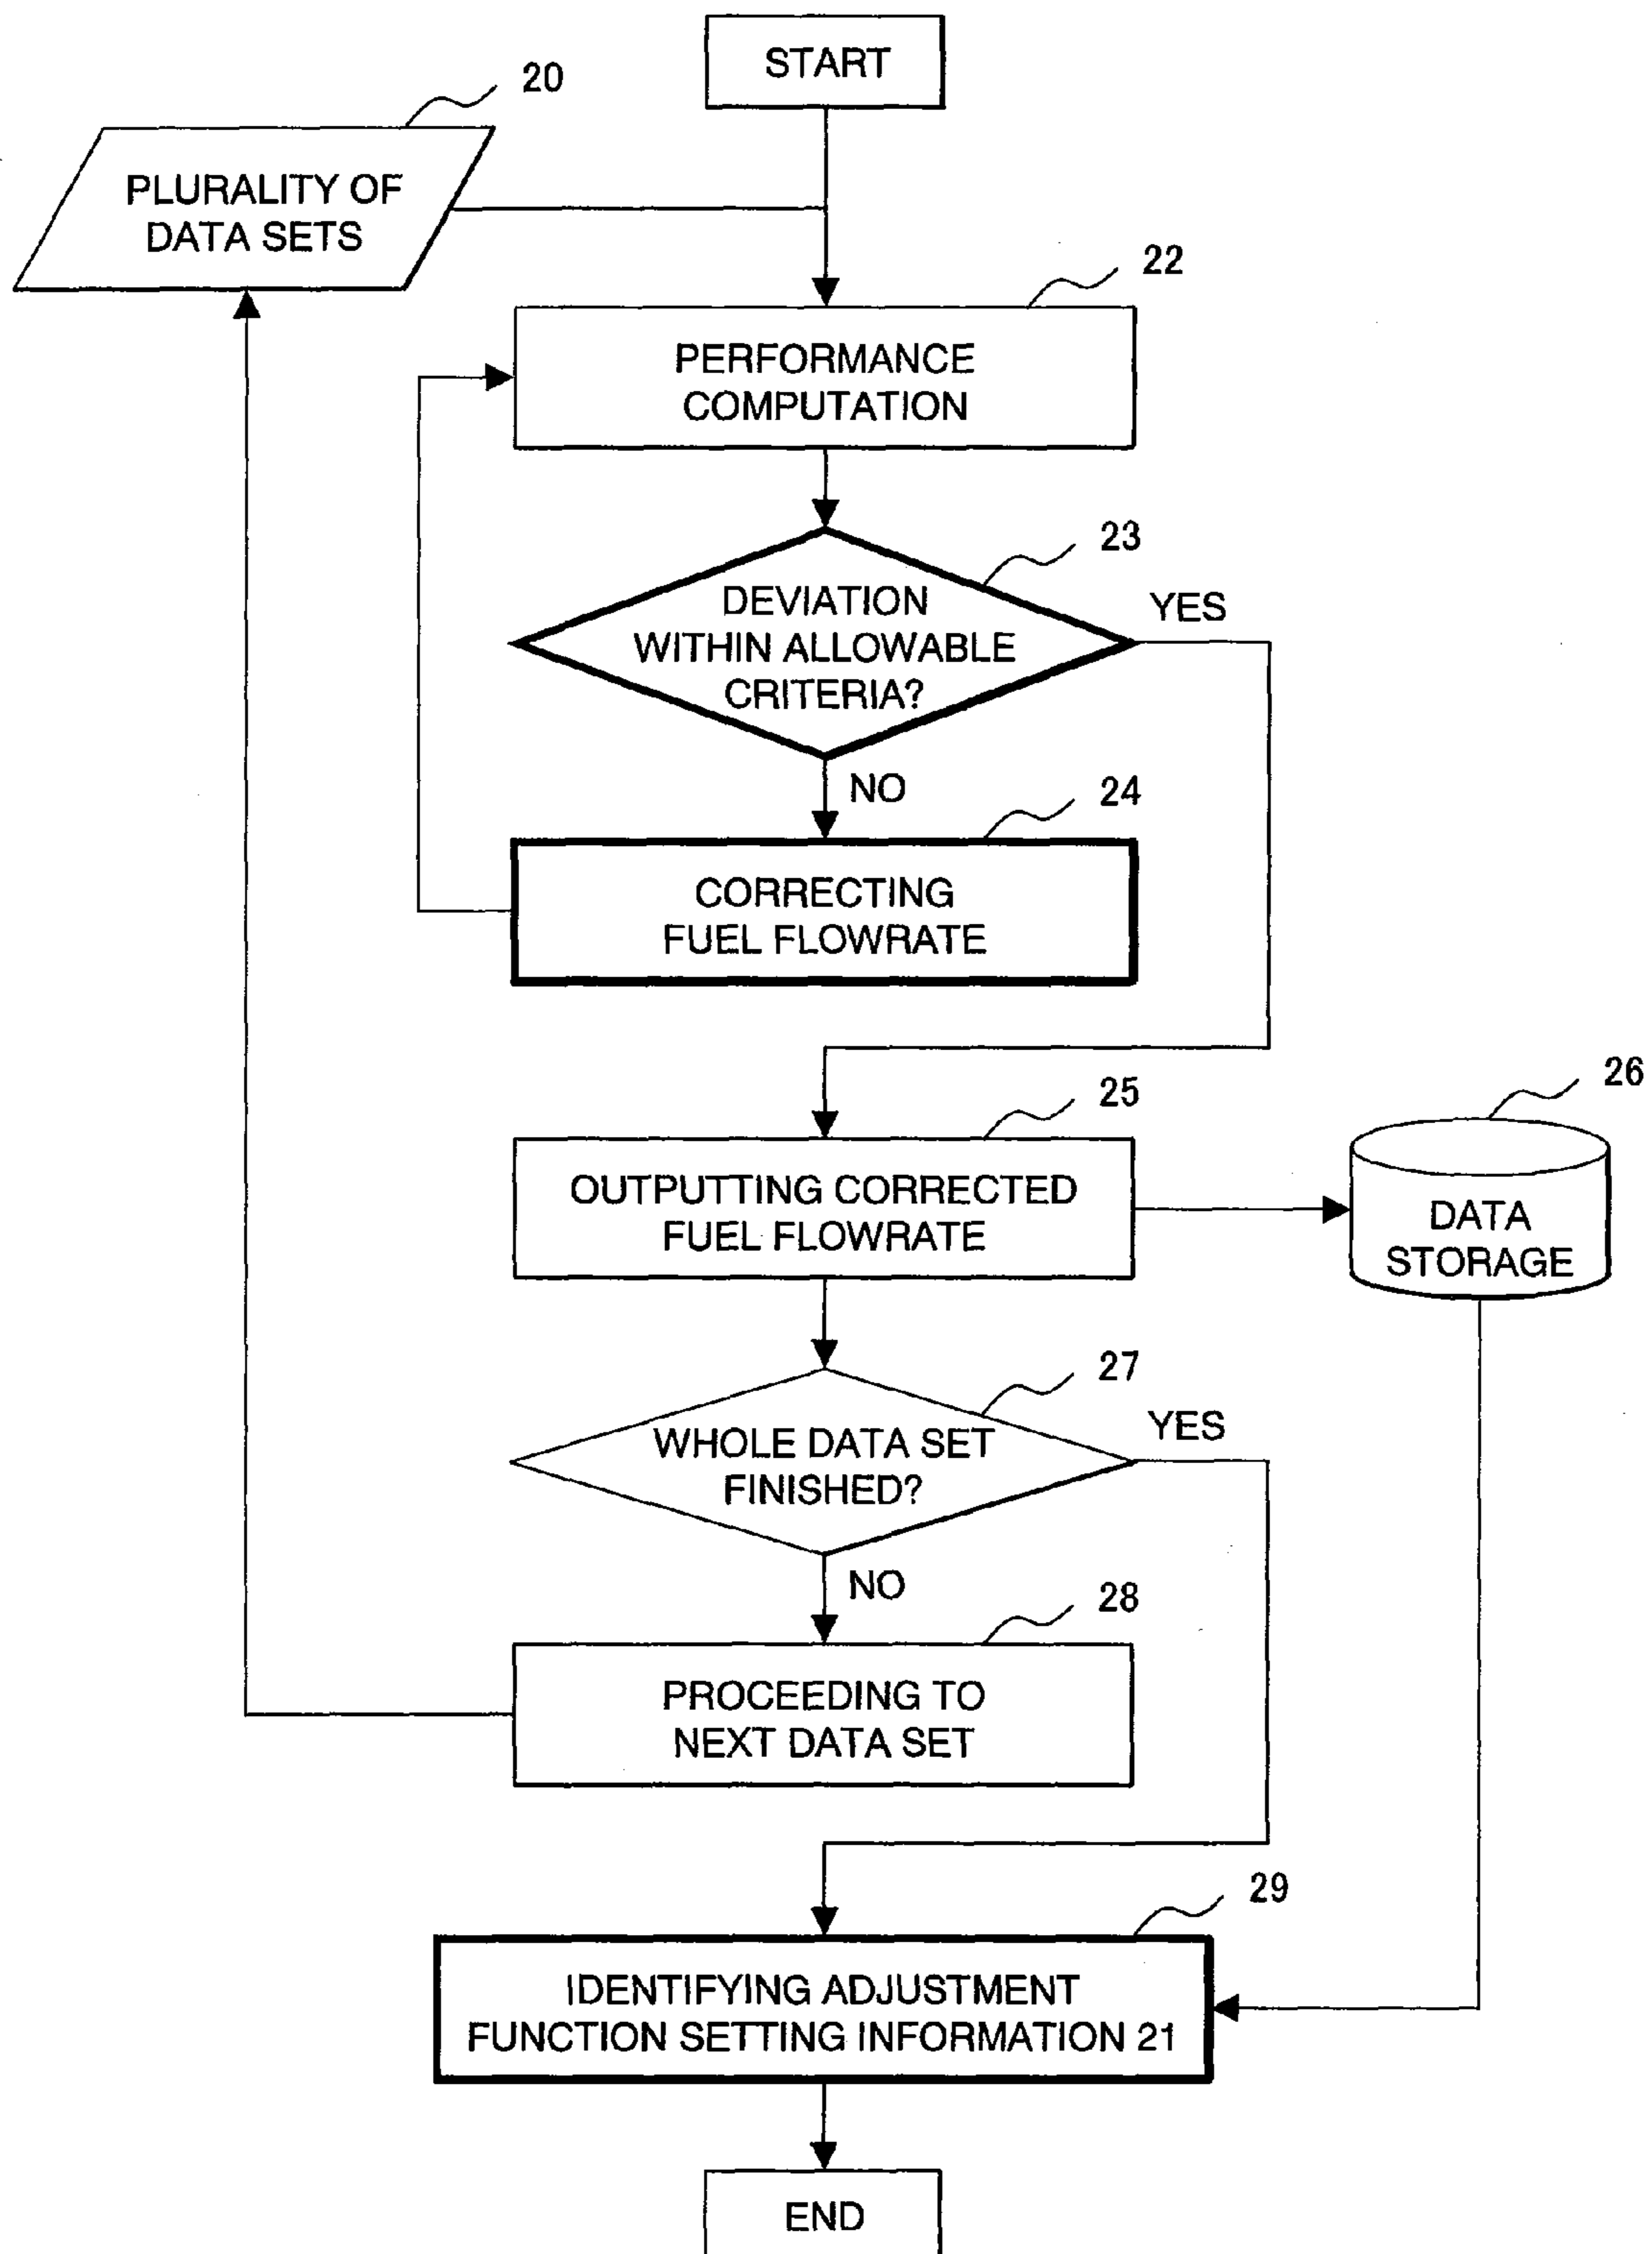 START
20
PLURALITY OF
DATA SETS
22
PERFORMANCE
COMPUTATION
23
DEVIATION
WITHIN ALLOWABLE
CRITERIA?
YES
NO
24
CORRECTING
FUEL FLOWRATE
25
OUTPUTTING CORRECTED
FUEL FLOWRATE
26
DATA
STORAGE
27
WHOLE DATA SET
FINISHED?
YES
NO
28
PROCEEDING TO
NEXT DATA SET
29
IDENTIFYING ADJUSTMENT
FUNCTION SETTING INFORMATION 21
END